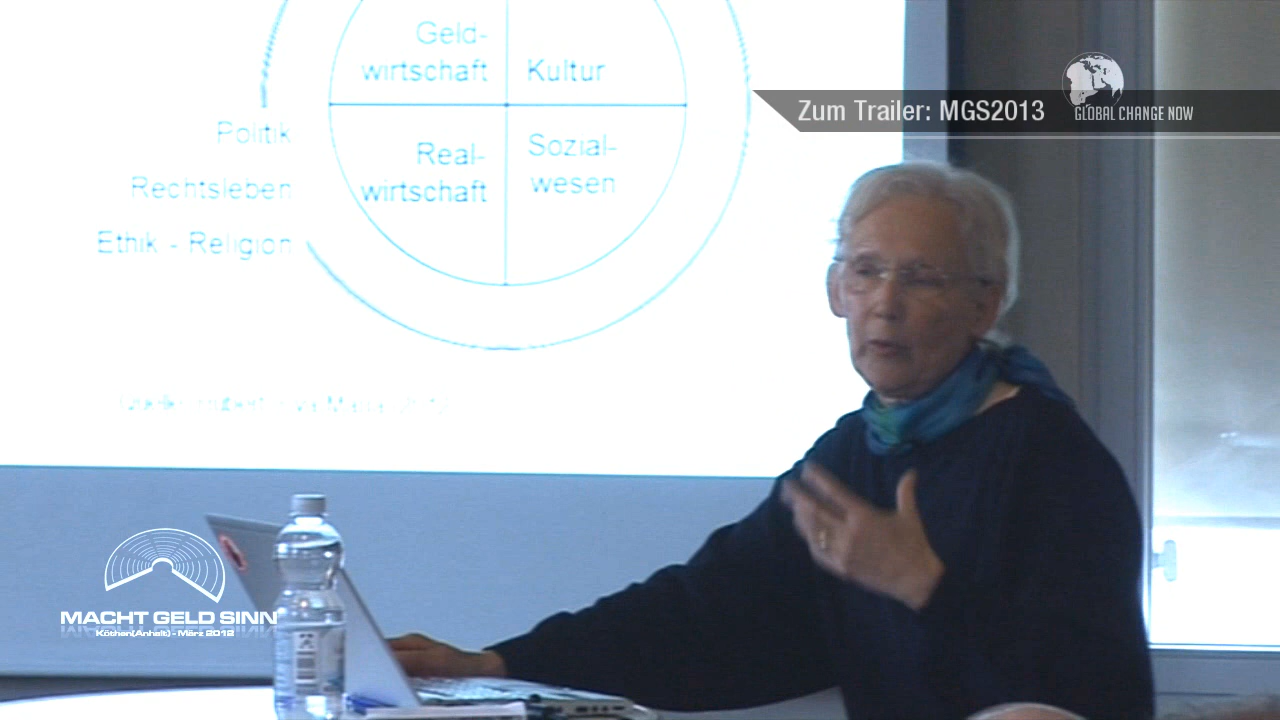 Geld-
wirtschaft
Kultur
Real-
wirtschaft
Sozial-
wesen
Politik
Rechtsleben
Ethik - Religion
Zum Trailer: MGS2013
GLOBAL CHANGE NOW
MACHT GELD SINN
Köthen(Anhalt) - März 2012